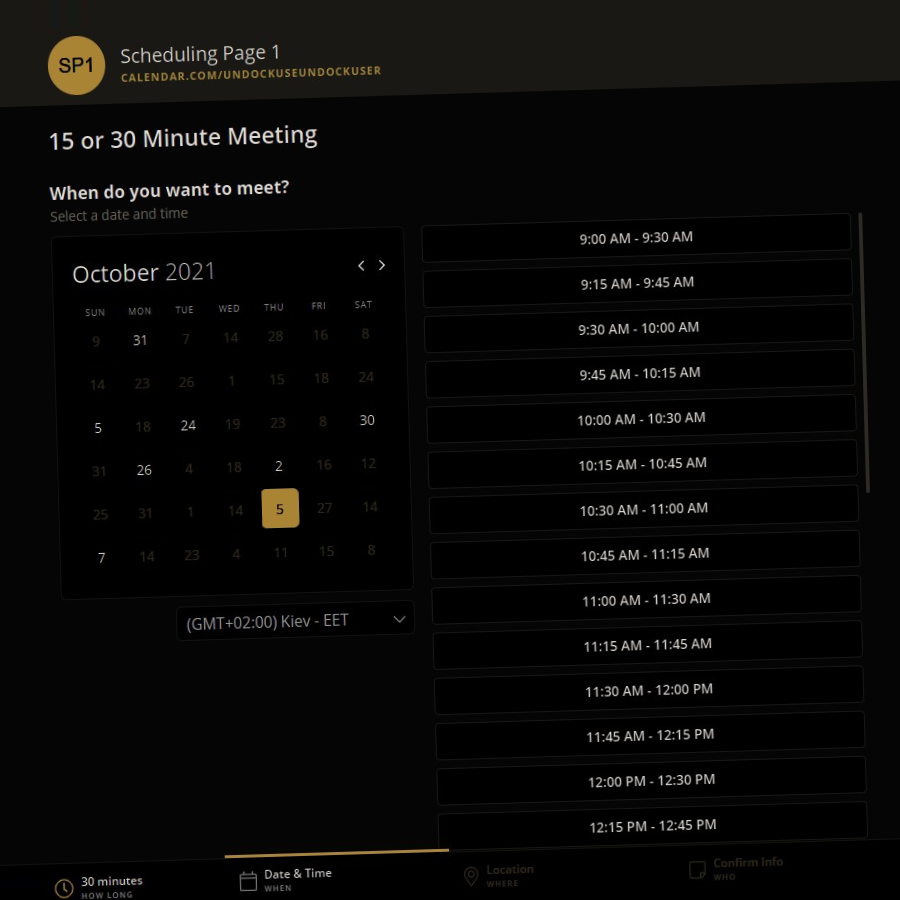 SP1
Scheduling Page 1
CALENDAR.COM/UNDOCKUSEUNDOCKUSER
15 or 30 Minute Meeting
When do you want to meet?
Select a date and time
October 2021
SUN MON TUE WED THU FRI SAT
9 31 7 14 28 16 8
14 23 26 1 15 18 24
5 18 24 19 23 8 30
31 26 4 18 2 16 12
25 31 1 14 5 27 14
7 14 23 4 11 15 8
(GMT+02:00) Kiev - EET
9:00 AM - 9:30 AM
9:15 AM - 9:45 AM
9:30 AM - 10:00 AM
9:45 AM - 10:15 AM
10:00 AM - 10:30 AM
10:15 AM - 10:45 AM
10:30 AM - 11:00 AM
10:45 AM - 11:15 AM
11:00 AM - 11:30 AM
11:15 AM - 11:45 AM
11:30 AM - 12:00 PM
11:45 AM - 12:15 PM
12:00 PM - 12:30 PM
12:15 PM - 12:45 PM
30 minutes
HOW LONG
Date & Time
WHEN
Location
WHERE
Confirm Info
WHO